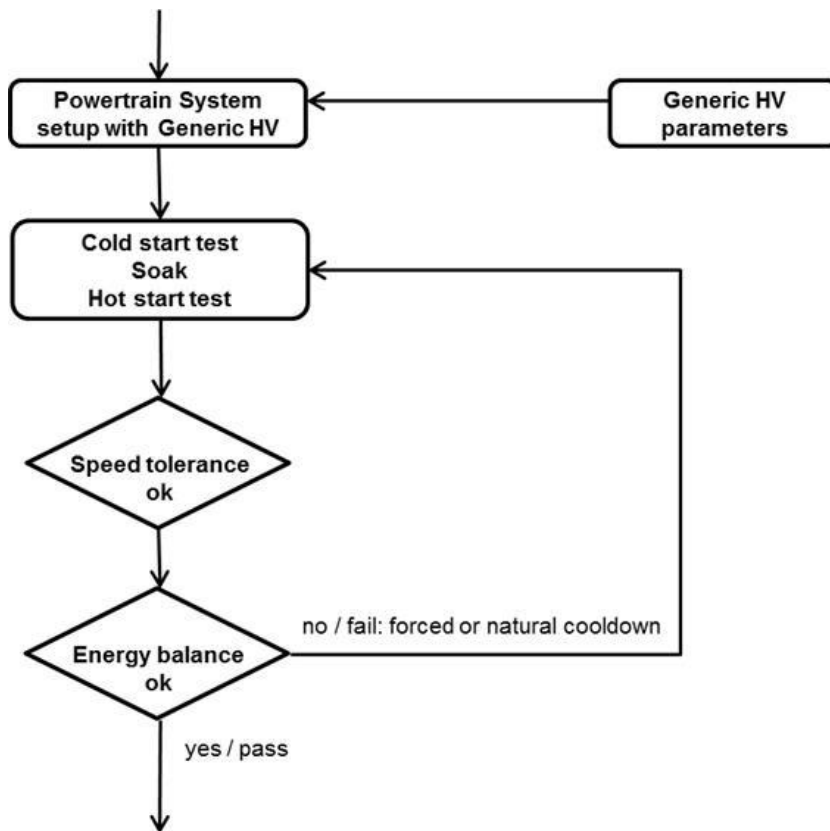 Powertrain System
setup with Generic HV
Generic HV
parameters
Cold start test
Soak
Hot start test
Speed tolerance
ok
Energy balance
ok
no / fail: forced or natural cooldown
yes / pass